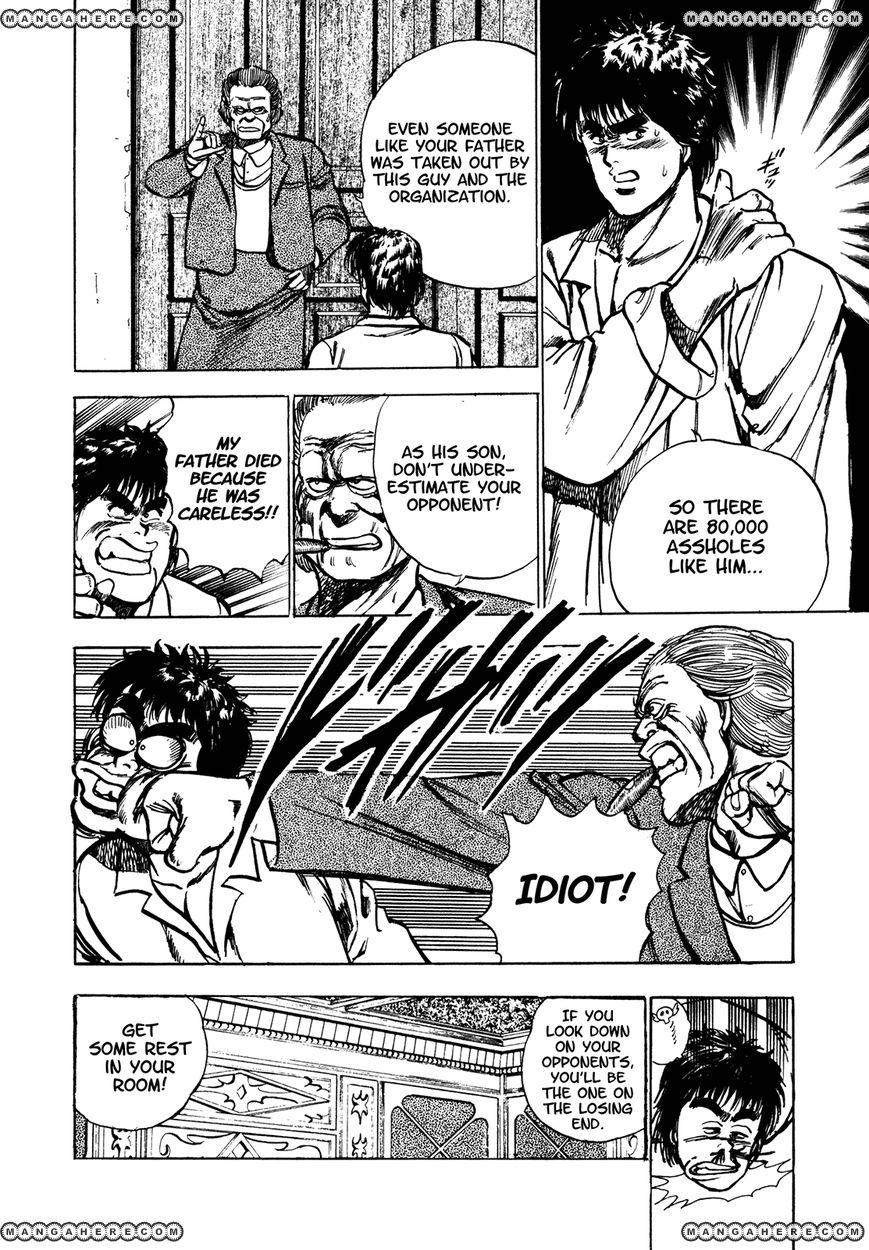 MANGAHERE.COM
MANGAHERE.COM
ギュ
SO THERE
ARE 80,000
ASSHOLES
LIKE HIM...
EVEN SOMEONE
LIKE YOUR FATHER
WAS TAKEN OUT BY
THIS GUY AND THE
ORGANIZATION.
AS HIS SON,
DON'T UNDER-
ESTIMATE YOUR
OPPONENT!
MY
FATHER DIED
BECAUSE
HE WAS
CARELESS!!
IDIOT!
IF YOU
LOOK DOWN
ON YOUR
OPPONENTS,
YOU'LL BE
THE ONE ON
THE LOSING
END.
GET
SOME REST
IN YOUR
ROOM!
MANGAHERE.COM
MANGAHERE.COM